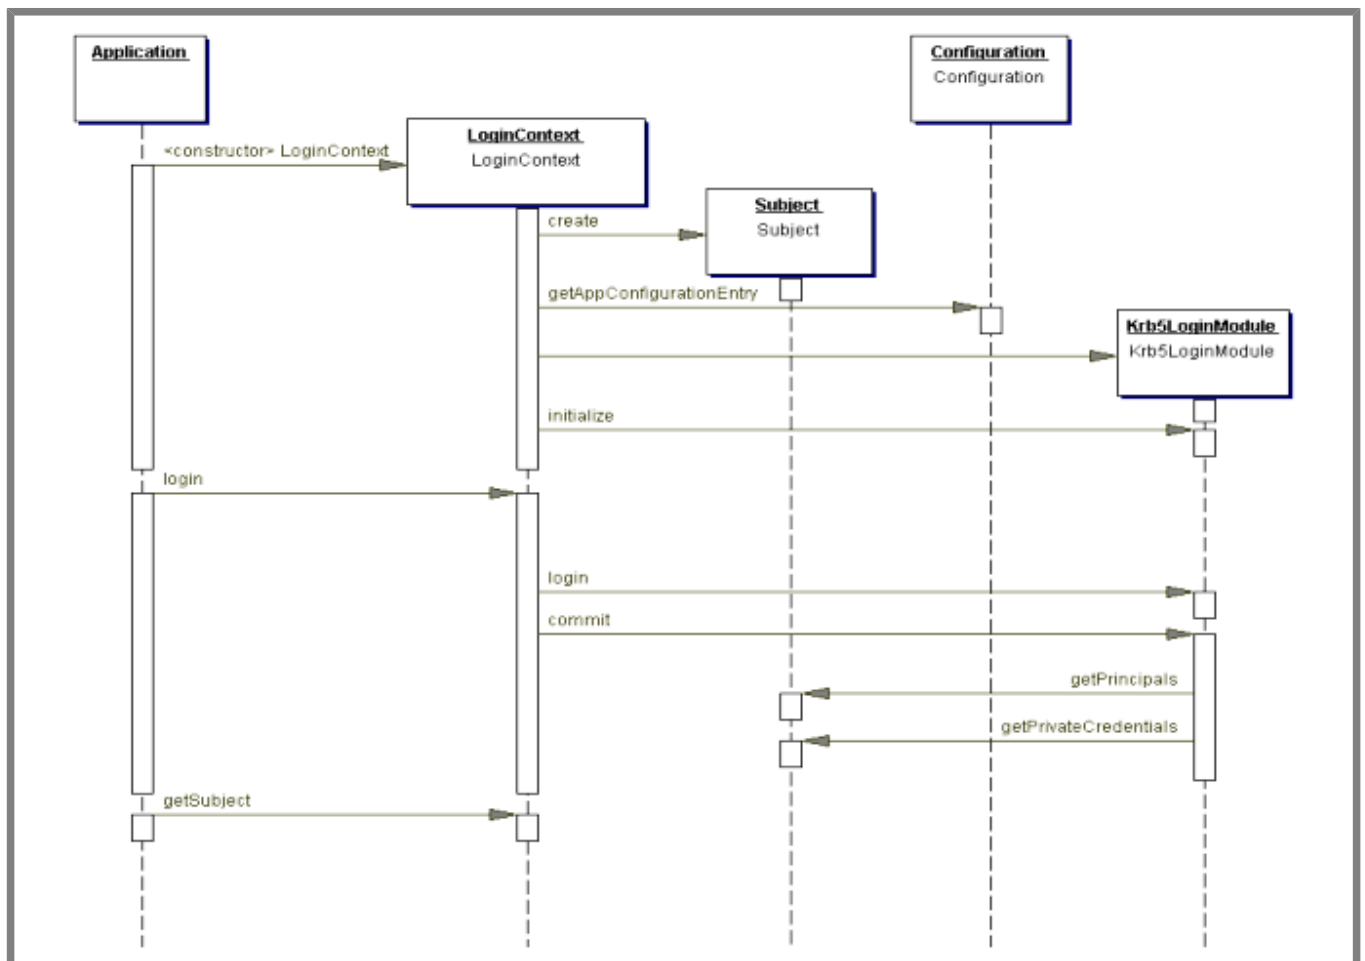 Application
Configuration
Configuration
<constructor> LoginContext
LoginContext
LoginContext
Subject
Subject
create
getAppConfigurationEntry
Krb5LoginModule
Krb5LoginModule
initialize
login
login
commit
getPrincipals
getPrivateCredentials
getSubject